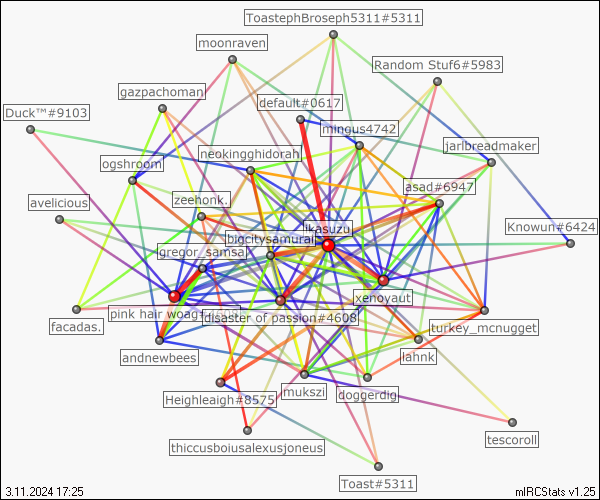 ToastephBroseph5311#5311
moonraven
Random Stuf6#5983
gazpachoman
default#0617
Duck™#9103
mingus4742
jarlbreadmaker
neokingghidorah
ogshroom
asad#6947
zeehonk.
avelicious
ikasuzu
Knowun#6424
bigcitysamurai
gregor_samsa
xenoyaut
pink hair
disaster of passion#4608
facadas.
turkey_mcnugget
andnewbees
lahnk
Heighleaigh#8575
mukszi
doggerdig
tescoroll
thiccusboiusalexusjoneus
Toast#5311
3.11.2024 17:25
mIRCStats v1.25